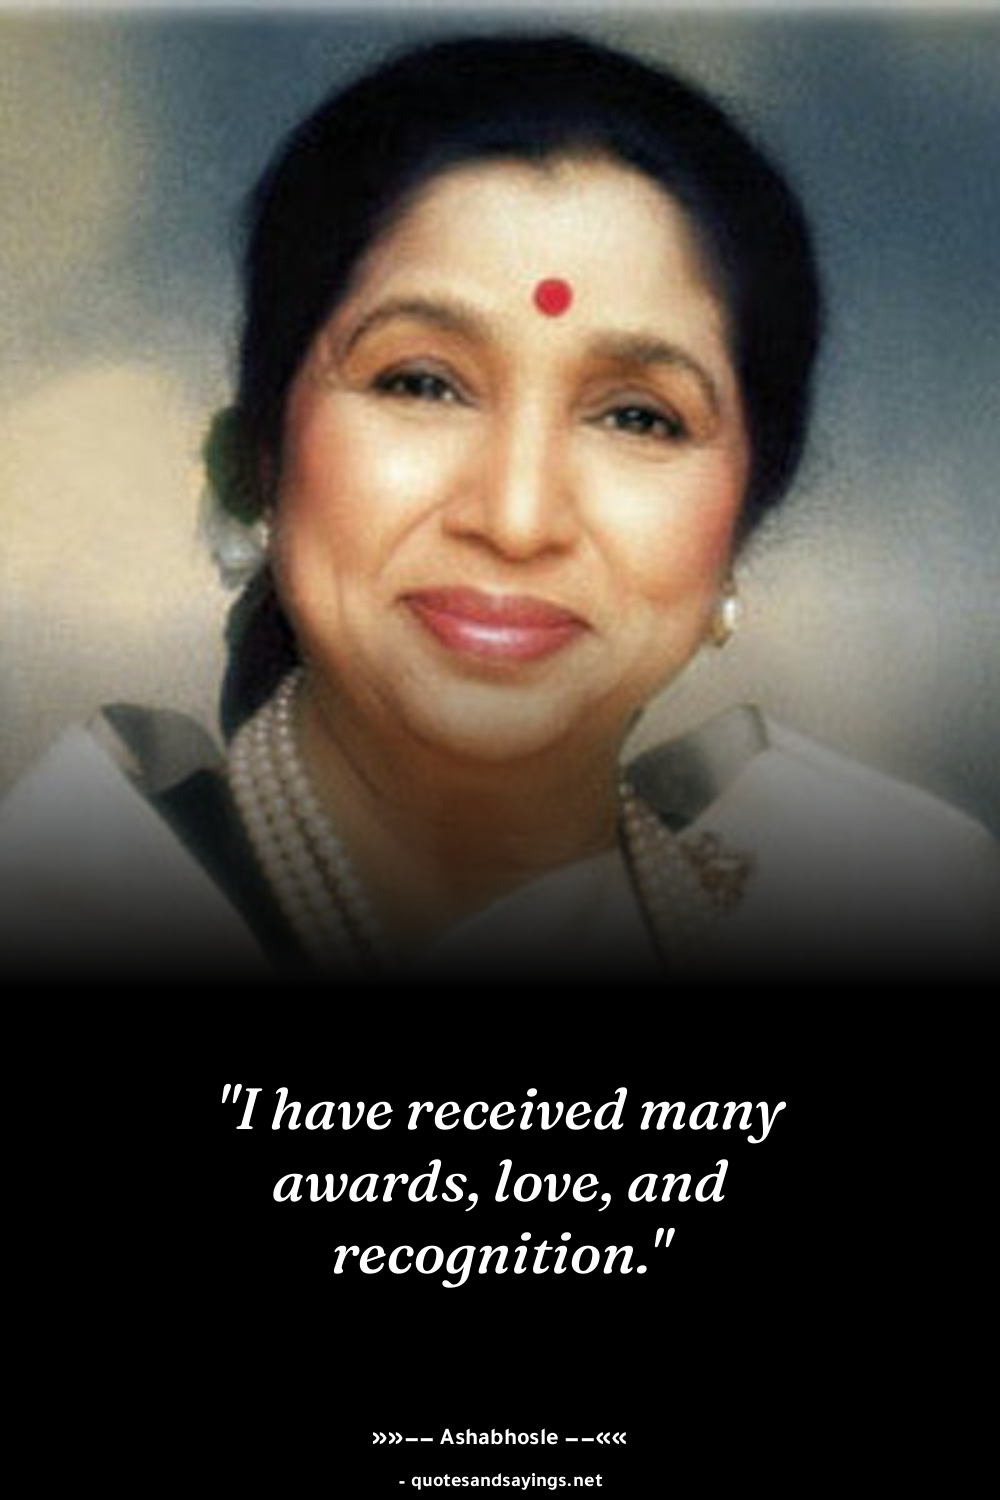 "I have received many
awards, love, and
recognition."
»»–– Ashabhosle ––««
- quotesandsayings.net